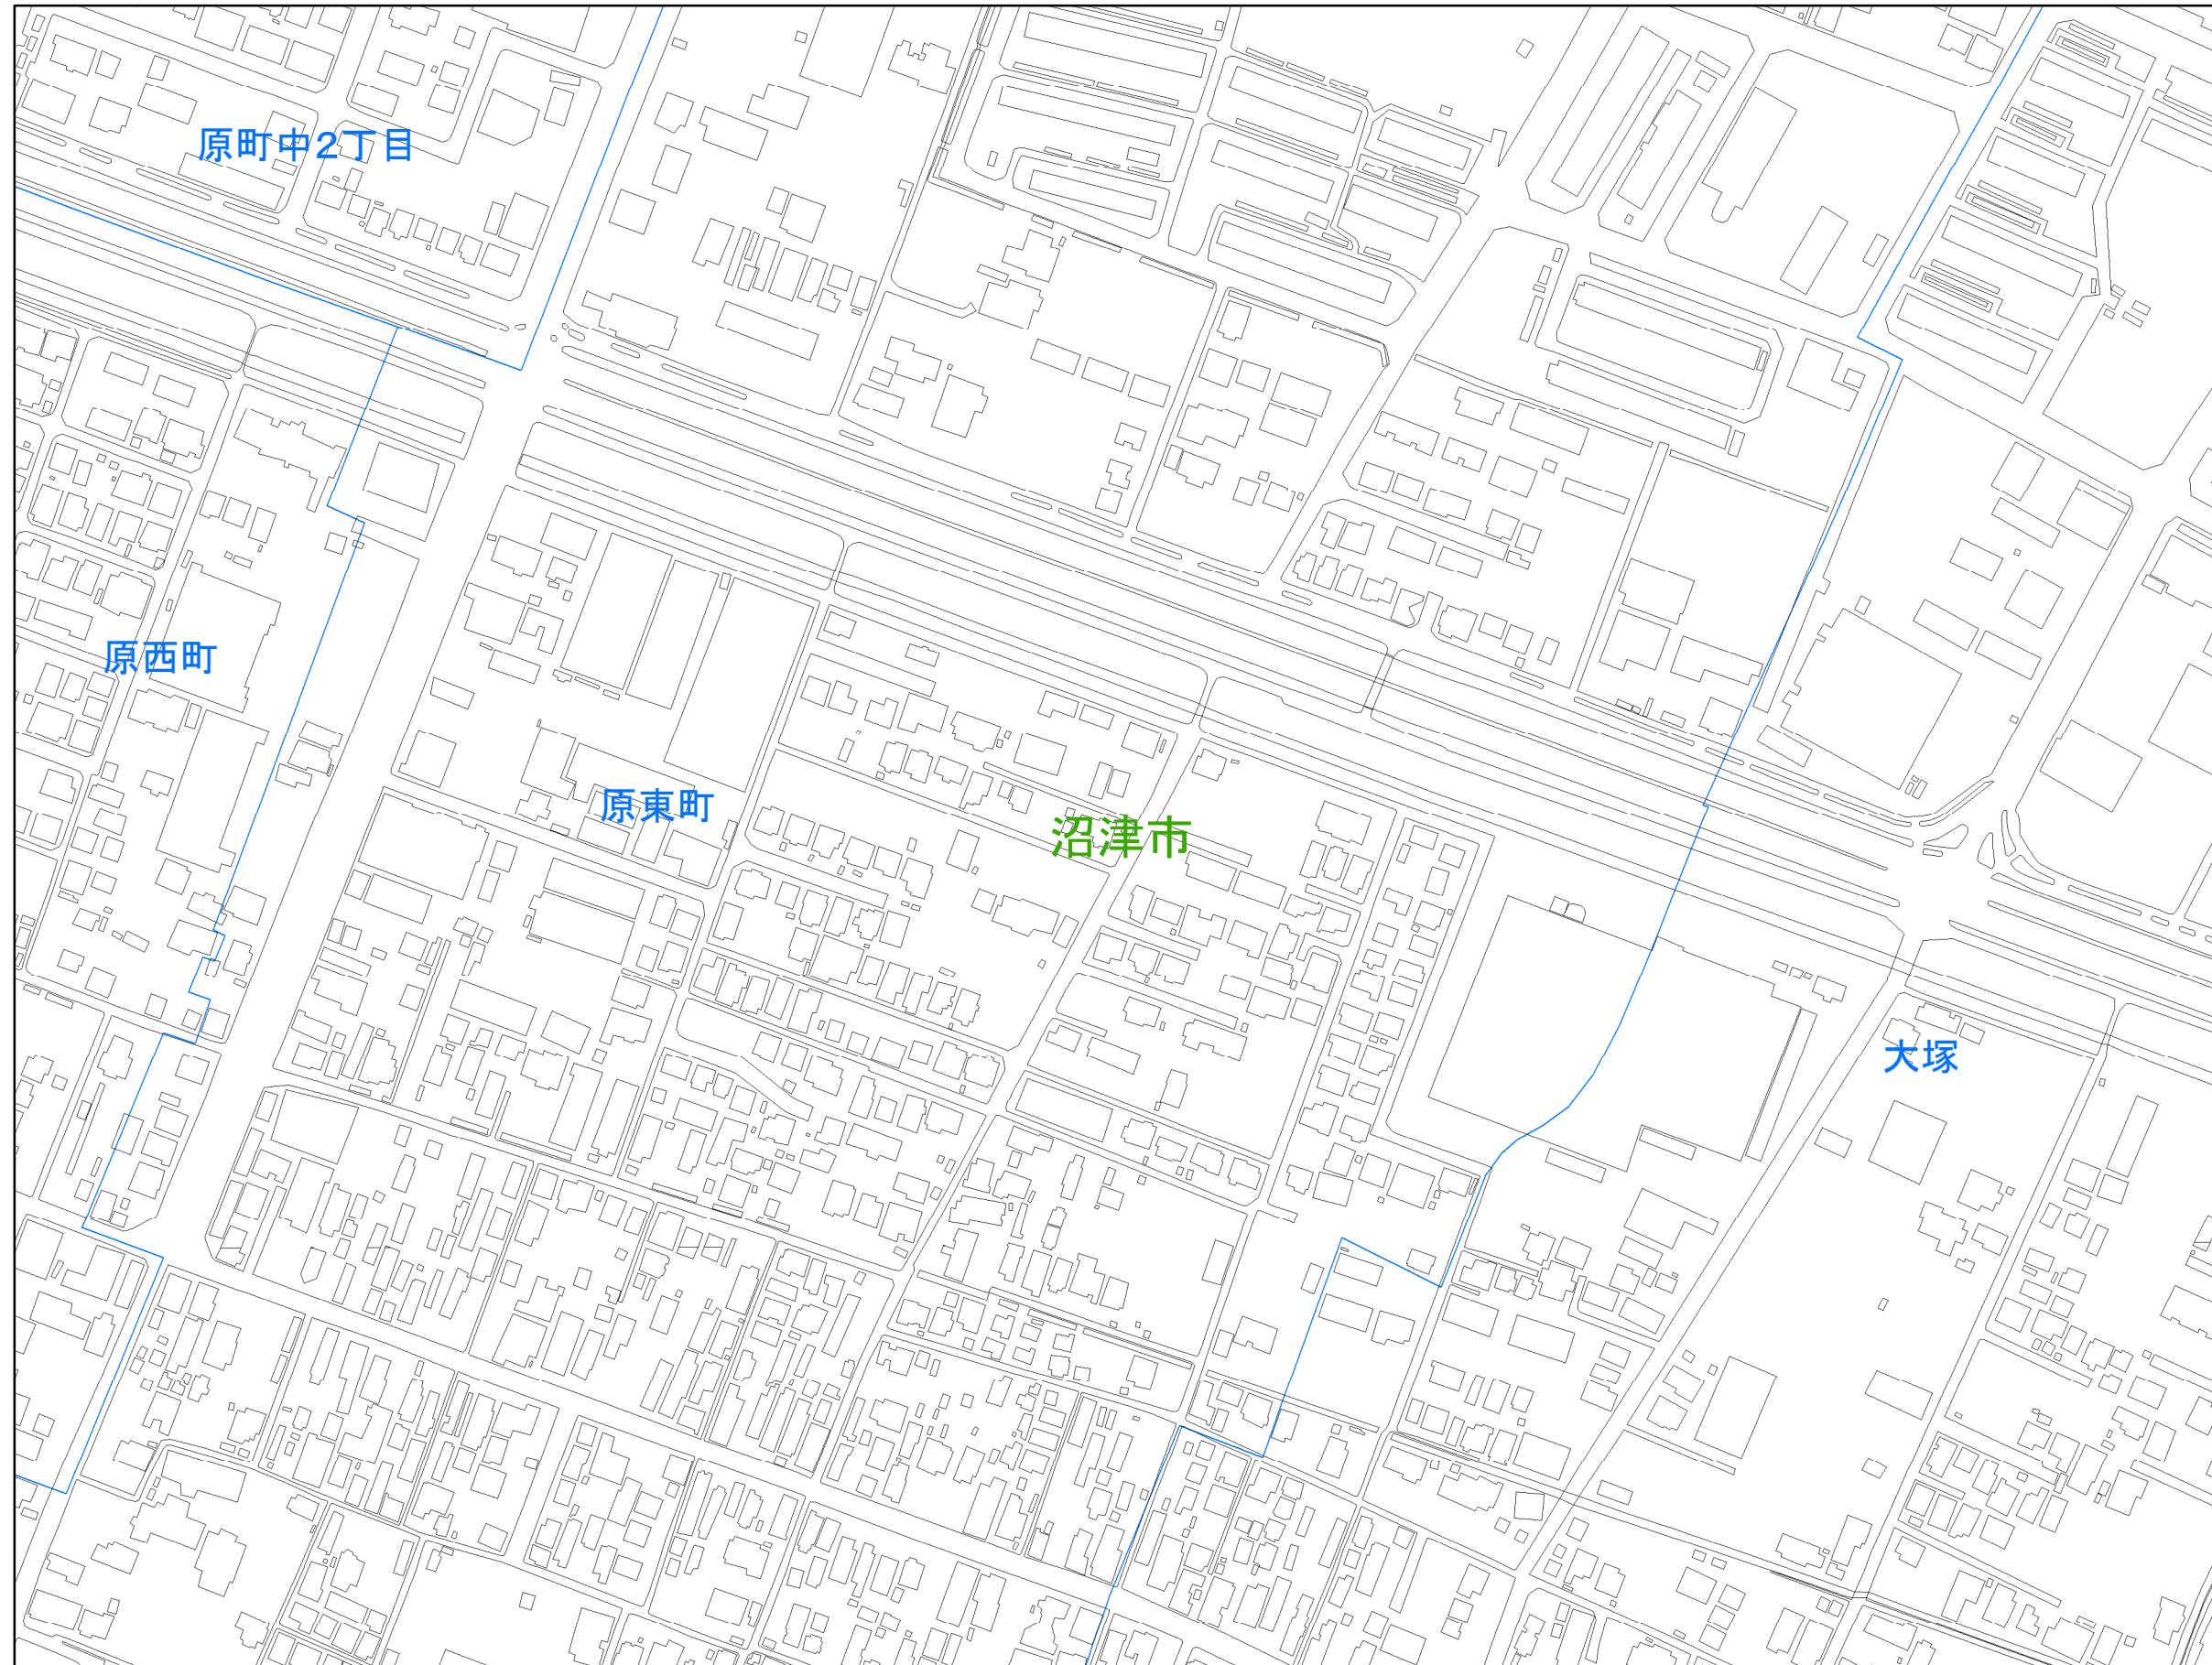 原町中2丁目
原西町
原東町
沼津市
大塚